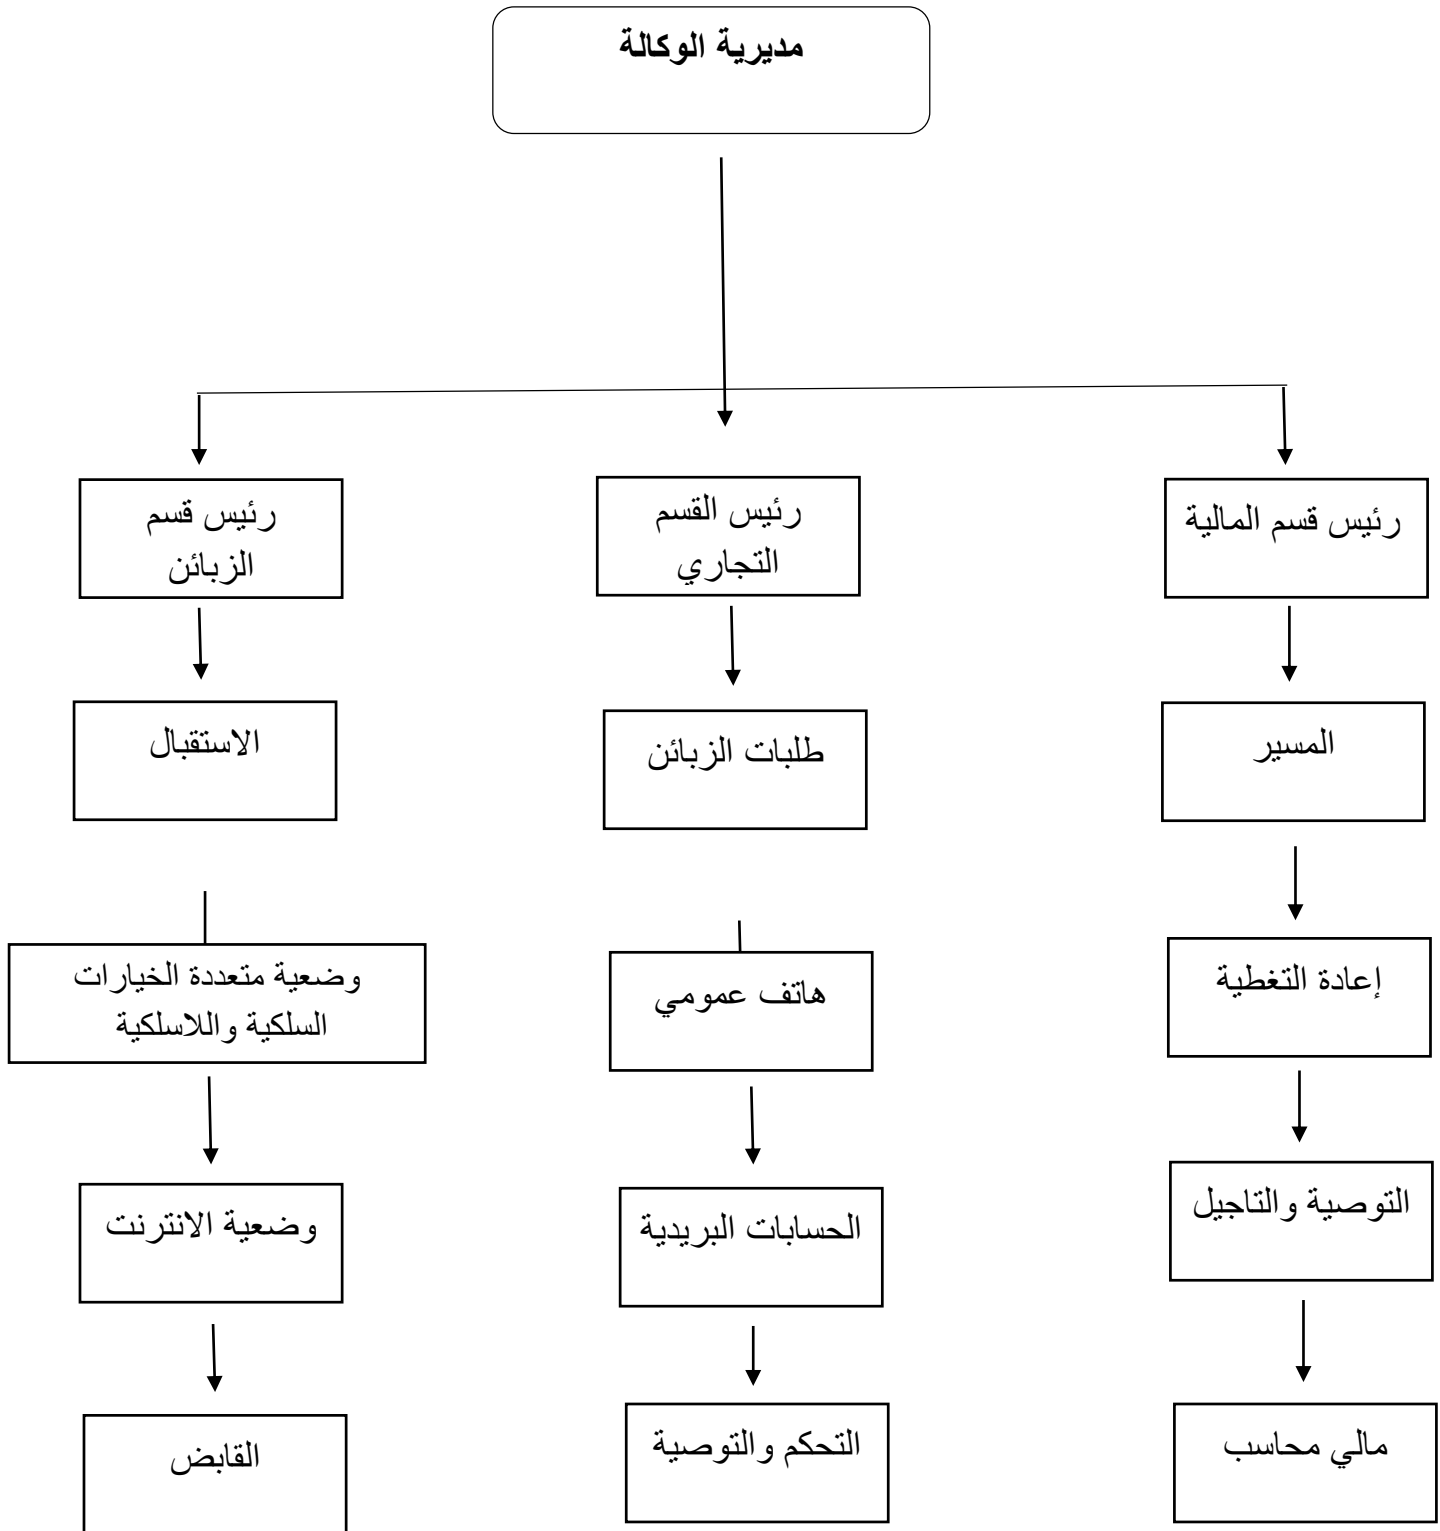 مديرية الوكالة
رئيس قسم المالية
رئيس القسم
التجاري
رئيس قسم
الزبائن
المسير
طلبات الزبائن
الاستقبال
إعادة التغطية
هاتف عمومي
وضعية متعددة الخيارات
السلكية واللاسلكية
التوصية والتاجيل
الحسابات البريدية
وضعية الانترنت
مالي محاسب
التحكم والتوصية
القابض